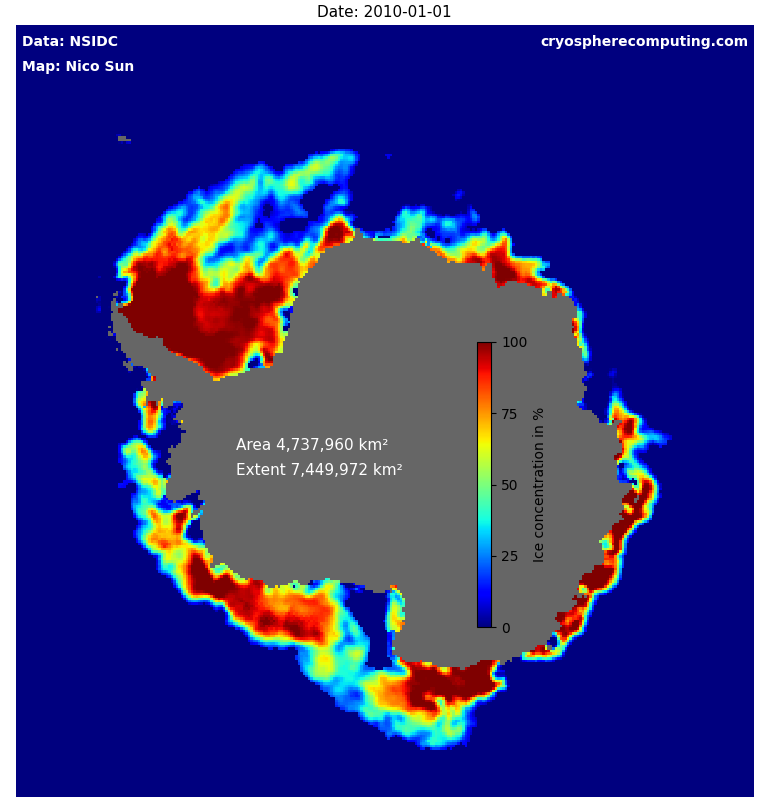 Date: 2010-01-01
Data: NSIDC
cryospherecomputing.com
Map: Nico Sun
100
75
50
25
0
Ice concentration in %
Area 4,737,960 km²
Extent 7,449,972 km²